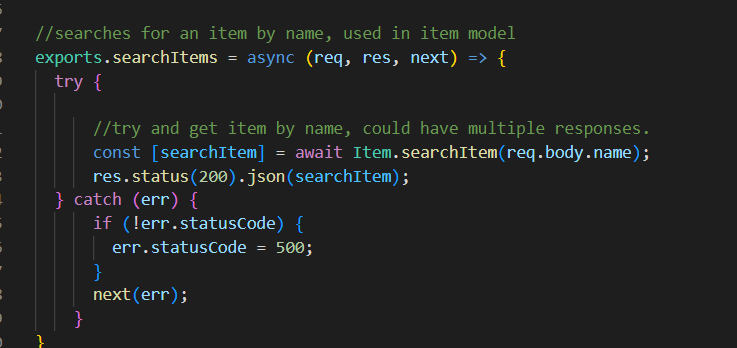 //searches for an item by name, used in item model
exports.searchItems = async (req, res, next) => {
try {
//try and get item by name, could have multiple responses.
const [searchItem] = await Item.searchItem(req.body.name);
res.status(200).json(searchItem);
} catch (err) {
if (!err.statusCode) {
err.statusCode = 500;
}
next(err);
}
}